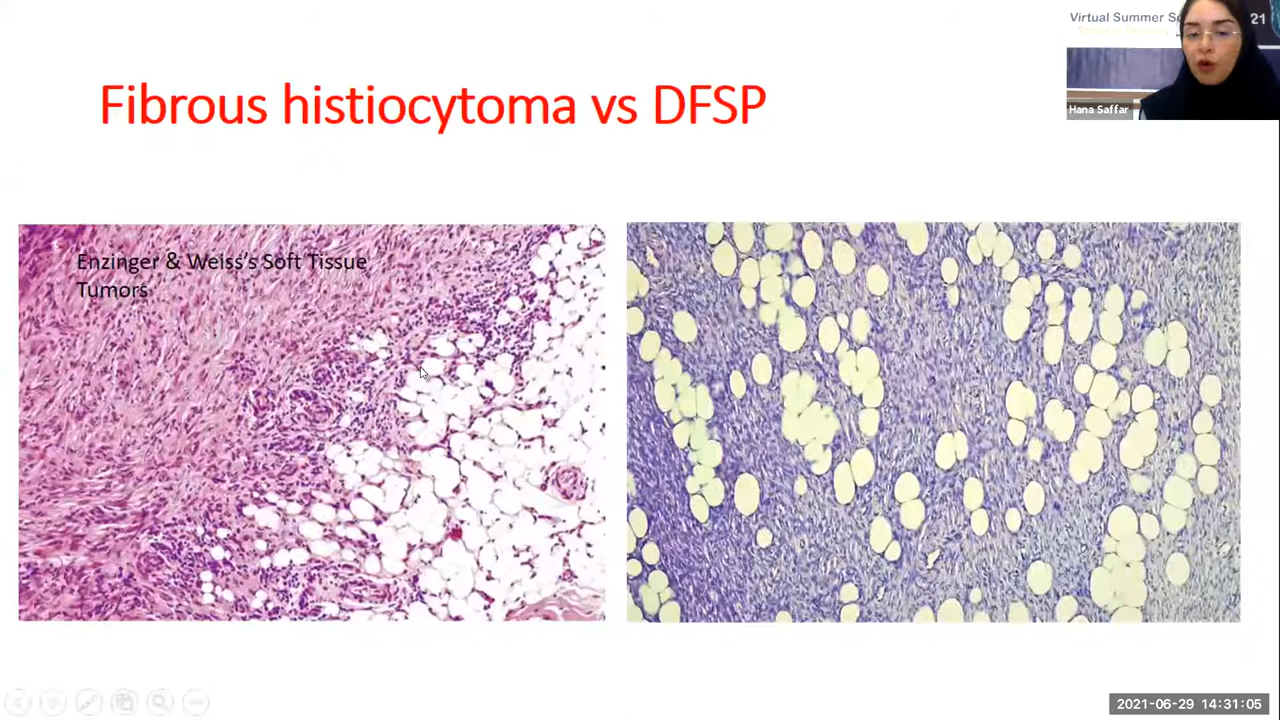 Virtual Summer
21
Fibrous histiocytoma vs DFSP
Hana Saffar
Enzinger & Weiss’s Soft Tissue
Tumors
2021-06-29 14:31:05